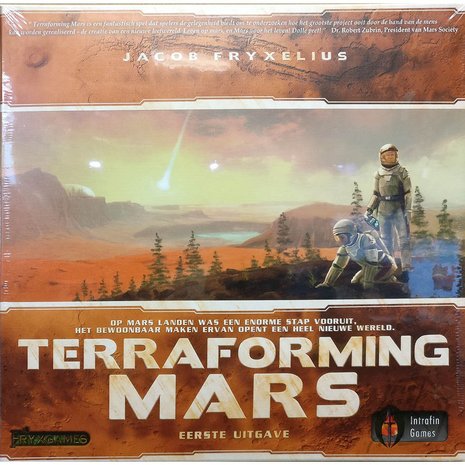 "Terraforming Mars is een fantastisch spel dat spelers de gelegenheid biedt om te onderzoeken hoe het grootste project ooit door de hand van de mens
kan worden gerealiseerd - de creatie van een nieuwe leefwereld. Leven op mars, en Mars voor het leven! Dolle pret!" Dr. Robert Zubrin, President van Mars Society
JACOB FRYXELIUS
OP MARS LANDEN WAS EEN ENORME STAP VOORUIT,
HET BEWOONBAAR MAKEN ERVAN OPENT EEN HEEL NIEUWE WERELD.
TERRAFORMING
MARS
EERSTE UITGAVE
FRYXGAMES
Intrafin
Games